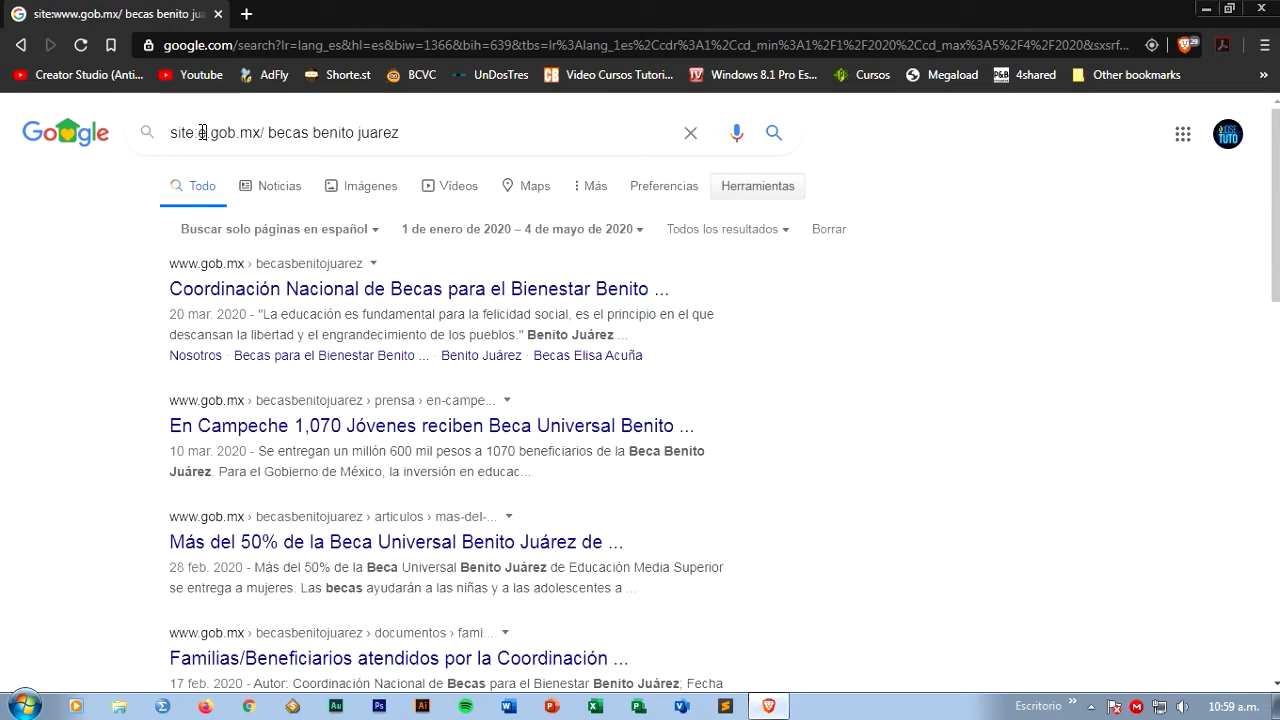 site:www.gob.mx/ becas benito ju
google.com/search?lr=lang_es&hl=es&biw=1366&bih=639&tbs=lr%3Alang_1es%2Ccdr%3A1%2Ccd_min%3A1%2F1%2F2020%2Ccd_max%3A5%2F4%2F2020&sxsrf...
29
Creator Studio (Anti... Youtube AdFly Shorte.st BCVC UnDosTres Video Cursos Tutori... Windows 8.1 Pro Es... Cursos Megaload 4shared Other bookmarks »
Google
site gob.mx/ becas benito juarez
JOSE TUTO
Todo Noticias Imágenes Vídeos Maps Más Preferencias Herramientas
Buscar solo páginas en español 1 de enero de 2020 – 4 de mayo de 2020 Todos los resultados Borrar
www.gob.mx › becasbenitojuarez
Coordinación Nacional de Becas para el Bienestar Benito ...
20 mar. 2020 - "La educación es fundamental para la felicidad social, es el principio en el que
descansan la libertad y el engrandecimiento de los pueblos." Benito Juárez ...
Nosotros · Becas para el Bienestar Benito ... · Benito Juárez · Becas Elisa Acuña
www.gob.mx › becasbenitojuarez › prensa › en-campe...
En Campeche 1,070 Jóvenes reciben Beca Universal Benito ...
10 mar. 2020 - Se entregan un millón 600 mil pesos a 1070 beneficiarios de la Beca Benito
Juárez. Para el Gobierno de México, la inversión en educac...
www.gob.mx › becasbenitojuarez › articulos › mas-del-...
Más del 50% de la Beca Universal Benito Juárez de ...
28 feb. 2020 - Más del 50% de la Beca Universal Benito Juárez de Educación Media Superior
se entrega a mujeres. Las becas ayudarán a las niñas y a las adolescentes a ...
www.gob.mx › becasbenitojuarez › documentos › fami...
Familias/Beneficiarios atendidos por la Coordinación ...
17 feb. 2020 - Autor: Coordinación Nacional de Becas para el Bienestar Benito Juárez; Fecha
Au Ps Ai Escritorio » 10:59 a.m.